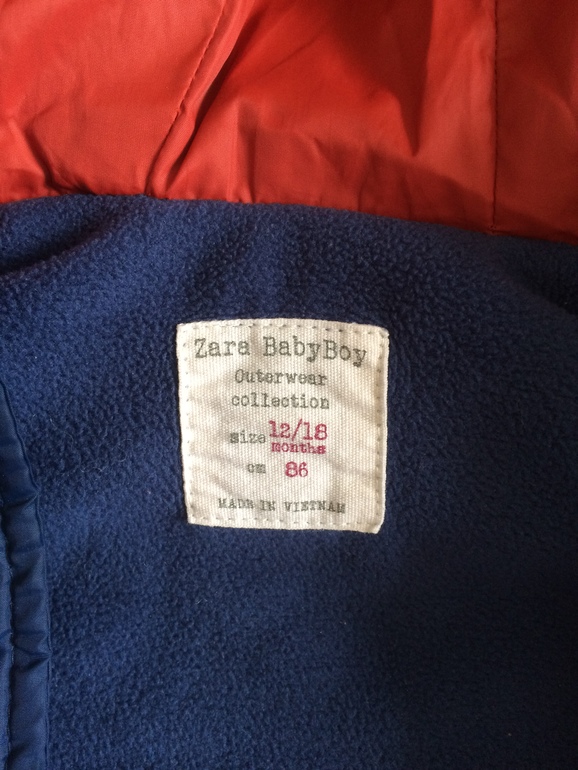 Zara BabyBoy
Outerwear
collection
size 12/18
months
cm 86
MADE IN VIETNAM